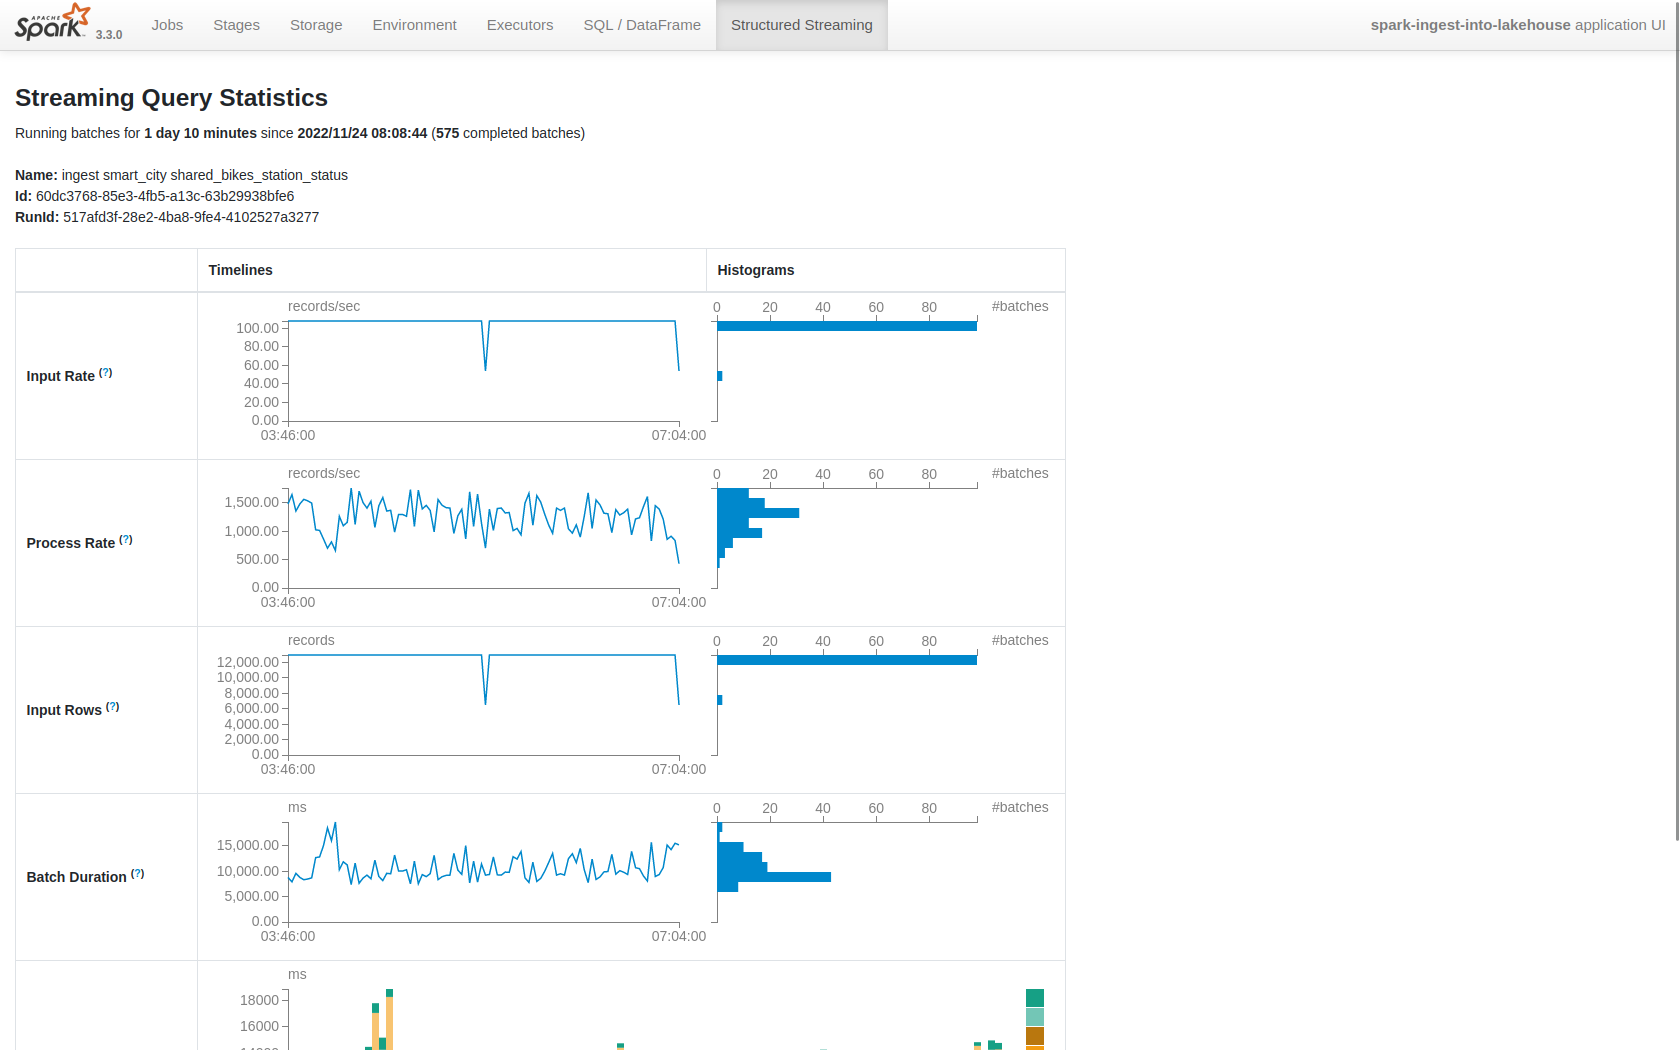 APACHE
Spark 3.3.0 Jobs Stages Storage Environment Executors SQL / DataFrame Structured Streaming spark-ingest-into-lakehouse application UI
Streaming Query Statistics
Running batches for 1 day 10 minutes since 2022/11/24 08:08:44 (575 completed batches)
Name: ingest smart_city shared_bikes_station_status
Id: 60dc3768-85e3-4fb5-a13c-63b29938bfe6
RunId: 517afd3f-28e2-4ba8-9fe4-4102527a3277
Timelines Histograms
records/sec 0 20 40 60 80 #batches
100.00
80.00
60.00
Input Rate (?)
40.00
20.00
0.00
03:46:00 07:04:00
records/sec 0 20 40 60 80 #batches
1,500.00
1,000.00
Process Rate (?)
500.00
0.00
03:46:00 07:04:00
records 0 20 40 60 80 #batches
12,000.00
10,000.00
8,000.00
6,000.00
Input Rows (?)
4,000.00
2,000.00
0.00
03:46:00 07:04:00
ms 0 20 40 60 80 #batches
15,000.00
10,000.00
Batch Duration (?)
5,000.00
0.00
03:46:00 07:04:00
ms
18000
16000
14000